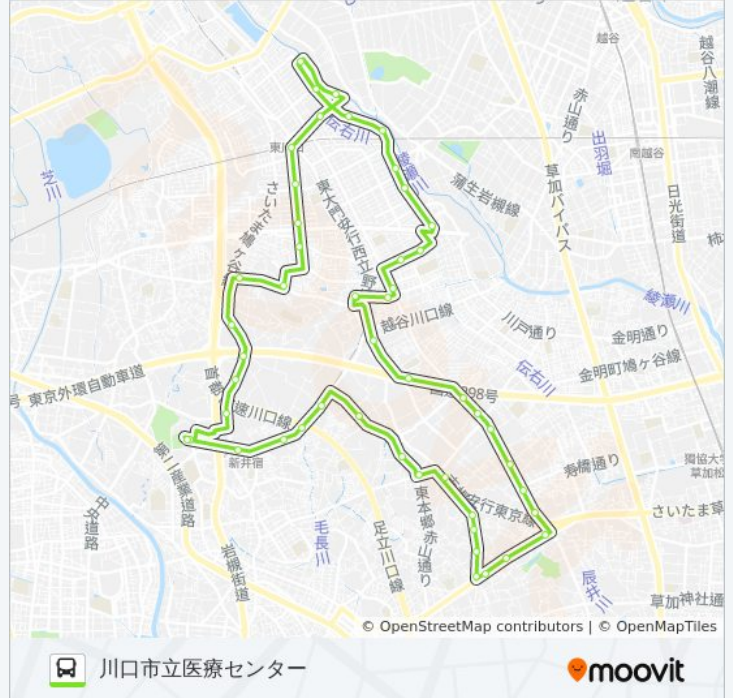 越谷
越谷八潮線
赤山通り
出羽堀
伝右川
東川口
南越谷
綾瀬川
芝川
蒲生岩槻線
草加バイパス
日光街道
さいたま鳩ヶ谷線
東大門安行西立野
柿
綾瀬川
越谷川口線
川戸通り
金明通り
金明町鳩ヶ谷線
伝右川
号 東京外環自動車道
首都
298号
速川口線
新井宿
第二産業道路
寿橋通り
獨協大学
草加松
中央道路
安行東京線
さいたま草
東本郷赤山通り
毛長川
足立川口線
岩槻街道
辰井川
草加神社通
© OpenStreetMap contributors | © OpenMapTiles
川口市立医療センター
moovit